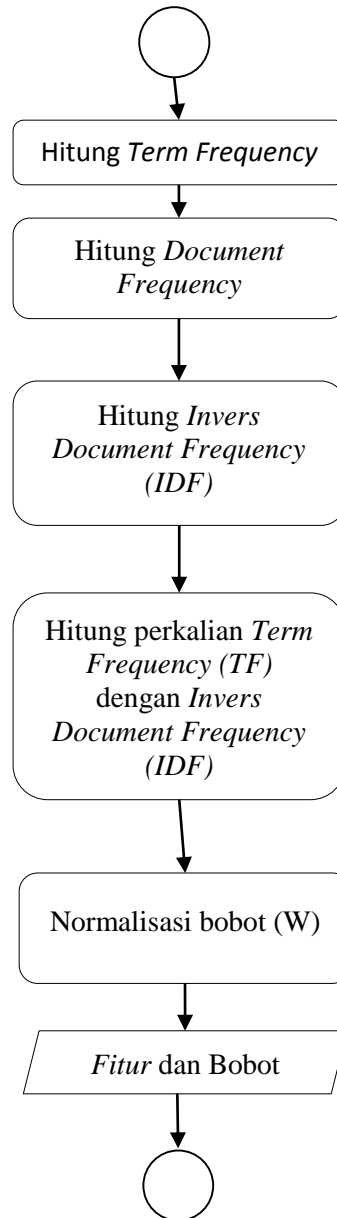 Hitung Term Frequency
Hitung Document
Frequency
Hitung Invers
Document Frequency
(IDF)
Hitung perkalian Term
Frequency (TF)
dengan Invers
Document Frequency
(IDF)
Normalisasi bobot (W)
Fitur dan Bobot